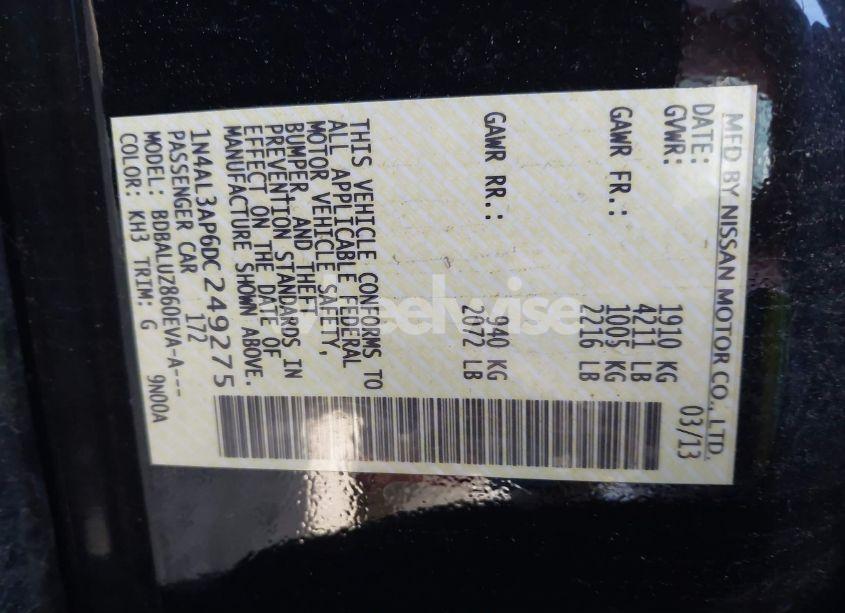 MFD BY NISSAN MOTOR CO., LTD.
DATE: 03/13
GVWR: 1910 KG
4211 LB
GAWR FR.: 1005 KG
2216 LB
GAWR RR.: 940 KG
2072 LB
THIS VEHICLE CONFORMS TO
ALL APPLICABLE FEDERAL
MOTOR VEHICLE SAFETY,
BUMPER, AND THEFT
PREVENTION STANDARDS IN
EFFECT ON THE DATE OF
MANUFACTURE SHOWN ABOVE.
1N4AL3AP6DC249275
PASSENGER CAR 172
MODEL: BDBALUZ860EVA-A---
COLOR: KH3 TRIM: G 9N00A
wheelwise